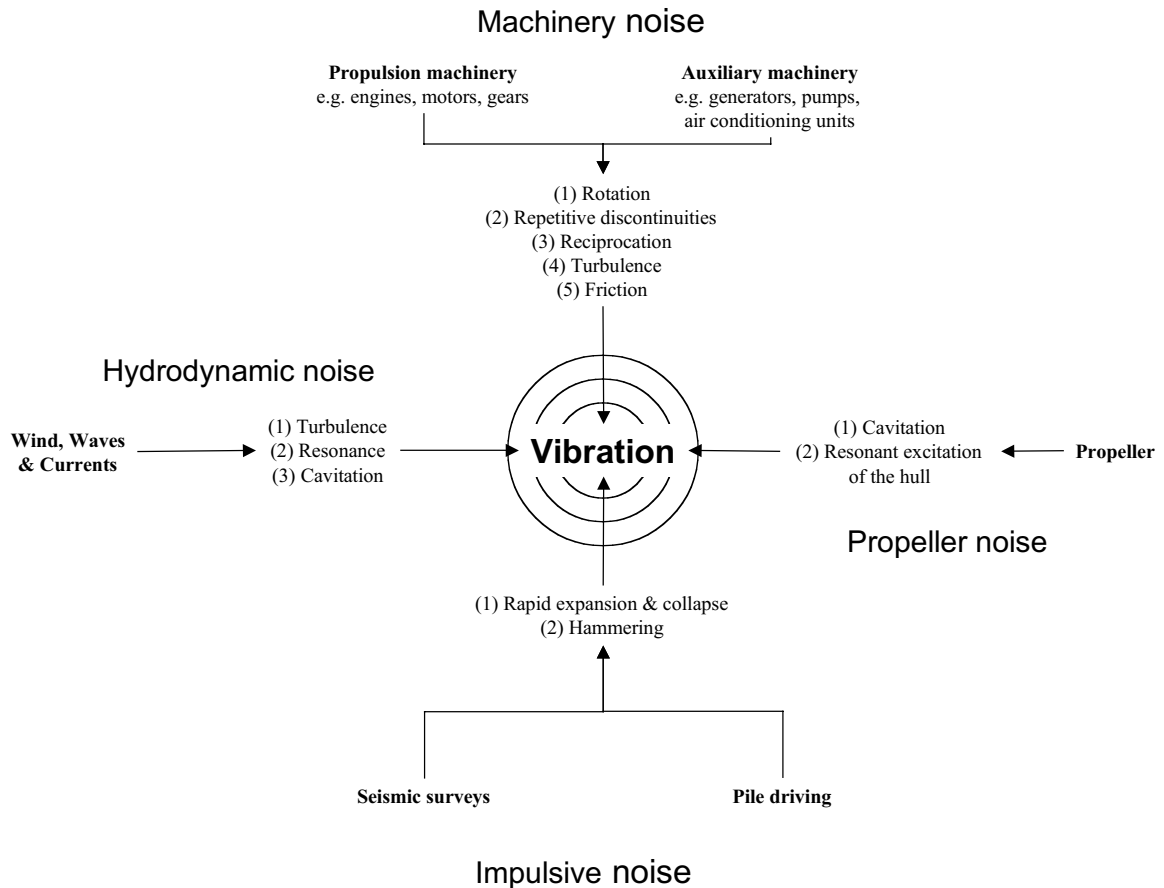 Machinery noise
Propulsion machinery
e.g. engines, motors, gears
Auxiliary machinery
e.g. generators, pumps,
air conditioning units
(1) Rotation
(2) Repetitive discontinuities
(3) Reciprocation
(4) Turbulence
(5) Friction
Hydrodynamic noise
Wind, Waves
& Currents
(1) Turbulence
(2) Resonance
(3) Cavitation
Vibration
(1) Cavitation
(2) Resonant excitation
of the hull
Propeller
Propeller noise
(1) Rapid expansion & collapse
(2) Hammering
Seismic surveys
Pile driving
Impulsive noise